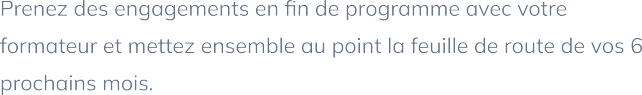 Prenez des engagements en fin de programme avec votre
formateur et mettez ensemble au point la feuille de route de vos 6
prochains mois.